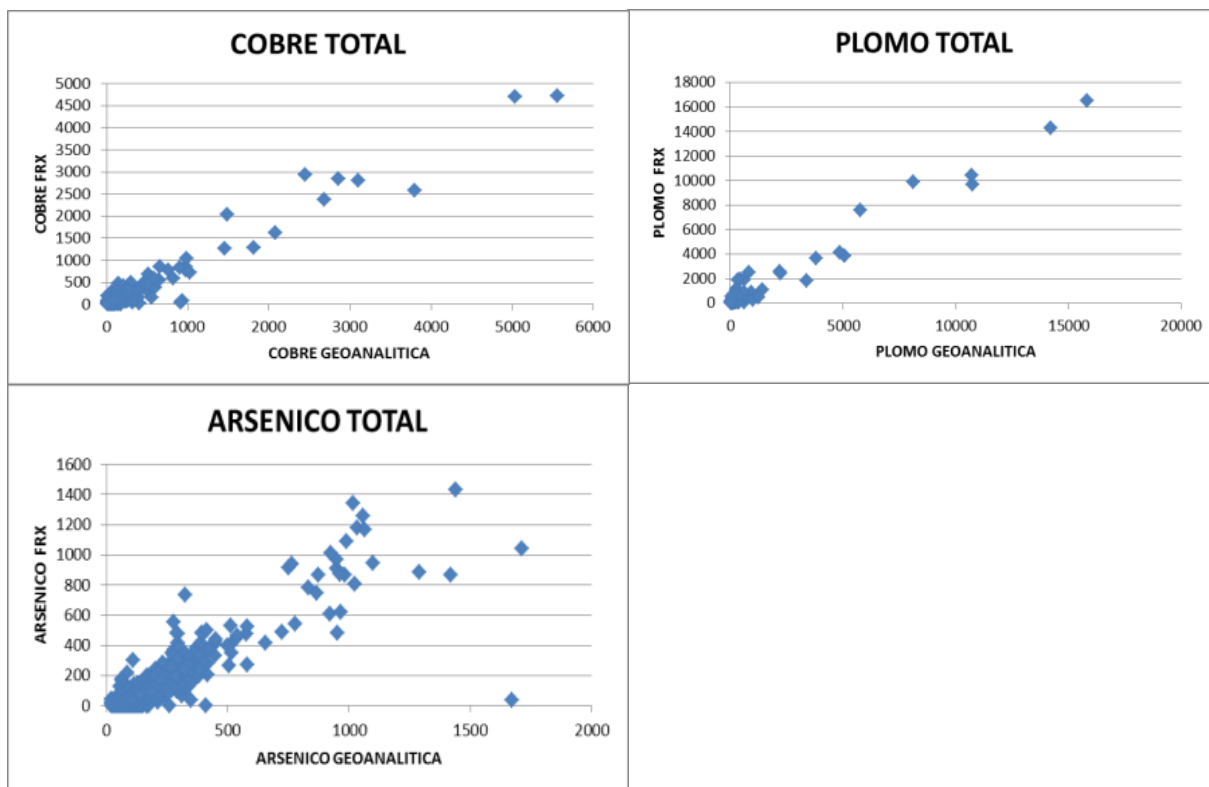 COBRE TOTAL
COBRE FRX
5000
4500
4000
3500
3000
2500
2000
1500
1000
500
0
0 1000 2000 3000 4000 5000 6000
COBRE GEOANALITICA
PLOMO TOTAL
PLOMO FRX
18000
16000
14000
12000
10000
8000
6000
4000
2000
0
0 5000 10000 15000 20000
PLOMO GEOANALITICA
ARSENICO TOTAL
ARSENICO FRX
1600
1400
1200
1000
800
600
400
200
0
0 500 1000 1500 2000
ARSENICO GEOANALITICA